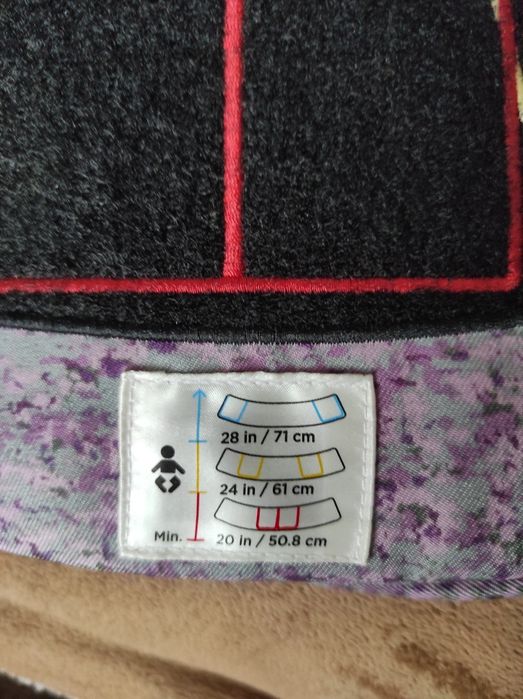 28 in / 71 cm
24 in / 61 cm
Min. 20 in / 50.8 cm